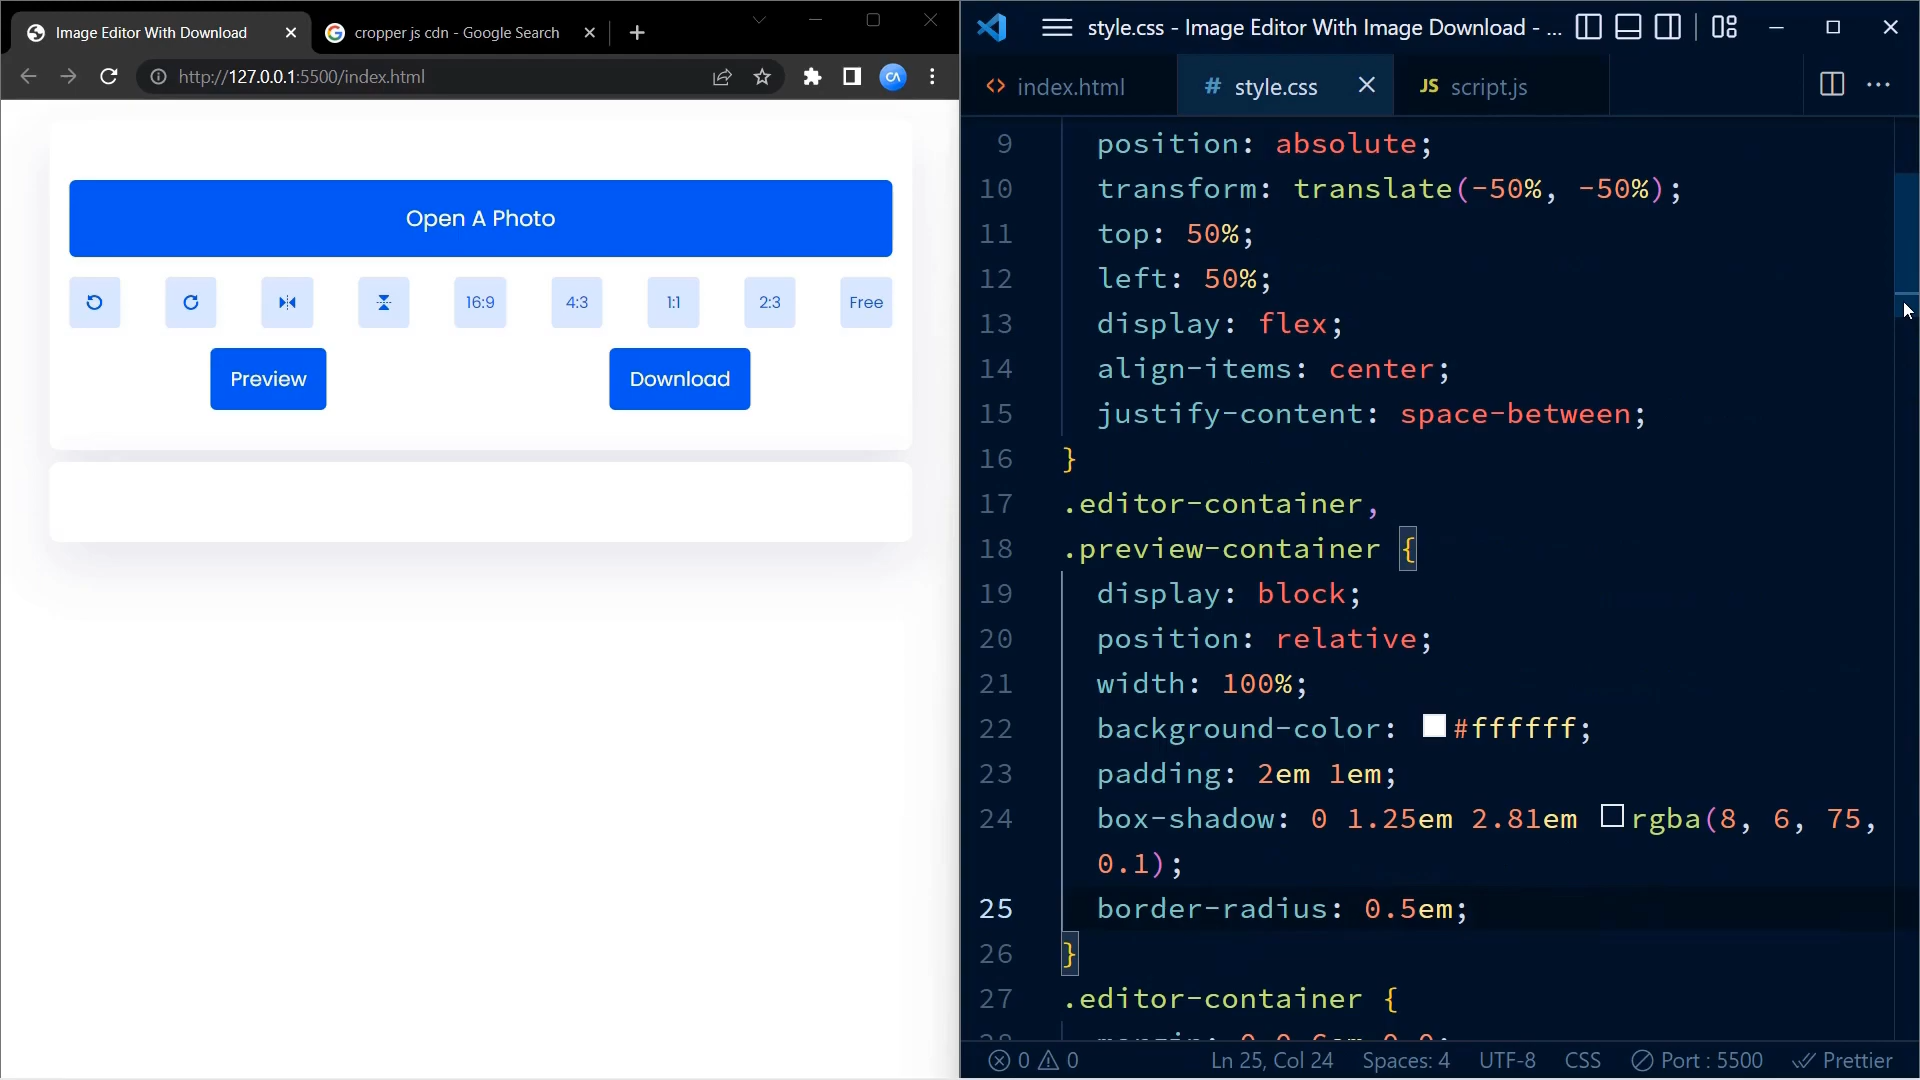 Image Editor With Download
cropper js cdn - Google Search
http://127.0.0.1:5500/index.html
CA
Open A Photo
16:9
4:3
1:1
2:3
Free
Preview
Download
style.css - Image Editor With Image Download - ...
<> index.html
# style.css
JS script.js
9 position: absolute;
10 transform: translate(-50%, -50%);
11 top: 50%;
12 left: 50%;
13 display: flex;
14 align-items: center;
15 justify-content: space-between;
16 }
17 .editor-container,
18 .preview-container {
19 display: block;
20 position: relative;
21 width: 100%;
22 background-color: #ffffff;
23 padding: 2em 1em;
24 box-shadow: 0 1.25em 2.81em rgba(8, 6, 75,
0.1);
25 border-radius: 0.5em;
26 }
27 .editor-container {
0 0 Ln 25, Col 24 Spaces: 4 UTF-8 CSS Port : 5500 Prettier